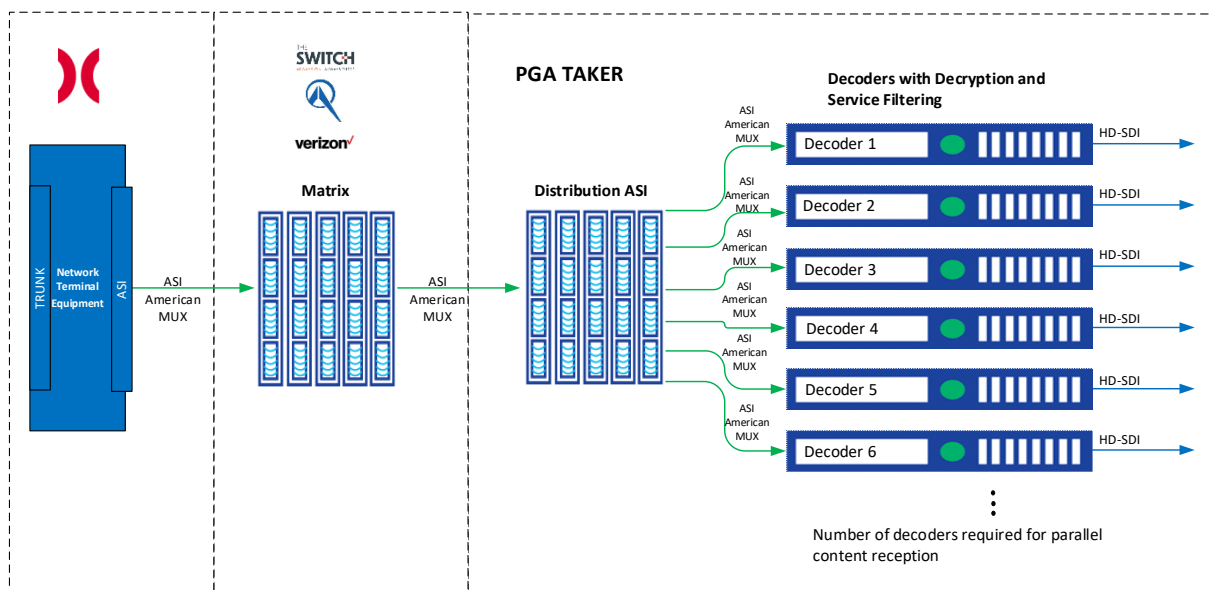 TRUNK
Network
Terminal
Equipment
ASI
ASI
American
MUX
THE
SWITCH
verizon
Matrix
ASI
American
MUX
PGA TAKER
Distribution ASI
Decoders with Decryption and
Service Filtering
ASI
American
MUX
Decoder 1
HD-SDI
ASI
American
MUX
Decoder 2
HD-SDI
ASI
American
MUX
Decoder 3
HD-SDI
ASI
American
MUX
Decoder 4
HD-SDI
ASI
American
MUX
Decoder 5
HD-SDI
ASI
American
MUX
Decoder 6
HD-SDI
Number of decoders required for parallel
content reception